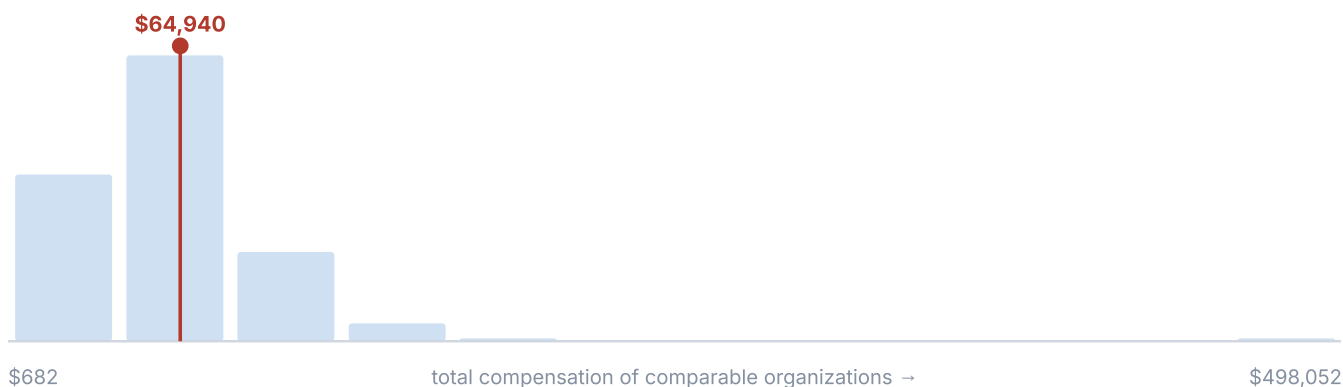 $64,940
$682 total compensation of comparable organizations → $498,052